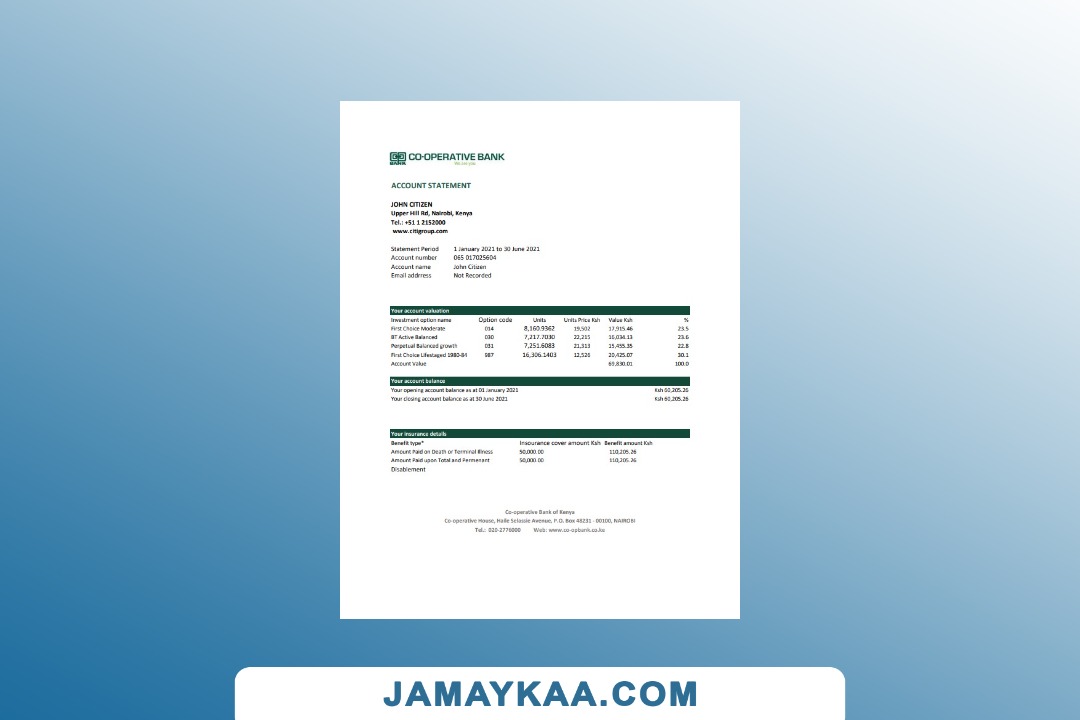 CO-OPERATIVE BANK
BANK
We are you
ACCOUNT STATEMENT
JOHN CITIZEN
Upper Hill Rd, Nairobi, Kenya
Tel.: +51 1 2152000
www.citigroup.com
Statement Period 1 January 2021 to 30 June 2021
Account number 065 017025604
Account name John Citizen
Email addrress Not Recorded
Your account valuation
Investment option name Option code Units Units Price Ksh Value Ksh %
First Choice Moderate 014 8,160.9362 19,502 17,915.46 23.5
BT Active Balanced 030 7,217.7030 22,215 16,034.13 23.6
Perpetual Balanced growth 031 7,251.6083 21,313 15,455.35 22.8
First Choice Lifestaged 1980-84 987 16,306.1403 12,526 20,425.07 30.1
Account Value 69,830.01 100.0
Your account balance
Your opening account balance as at 01 January 2021 Ksh 60,205.26
Your closing account balance as at 30 June 2021 Ksh 60,205.26
Your insurance details
Benefit type* Insourance cover amount Ksh Benefit amount Ksh
Amount Paid on Death or Terminal Illness 50,000.00 110,205.26
Amount Paid upon Total and Permenant 50,000.00 110,205.26
Disablement
Co-operative Bank of Kenya
Co-operative House, Haile Selassie Avenue, P.O. Box 48231 - 00100, NAIROBI
Tel.: 020-2776000 Web: www.co-opbank.co.ke
JAMAYKAA.COM